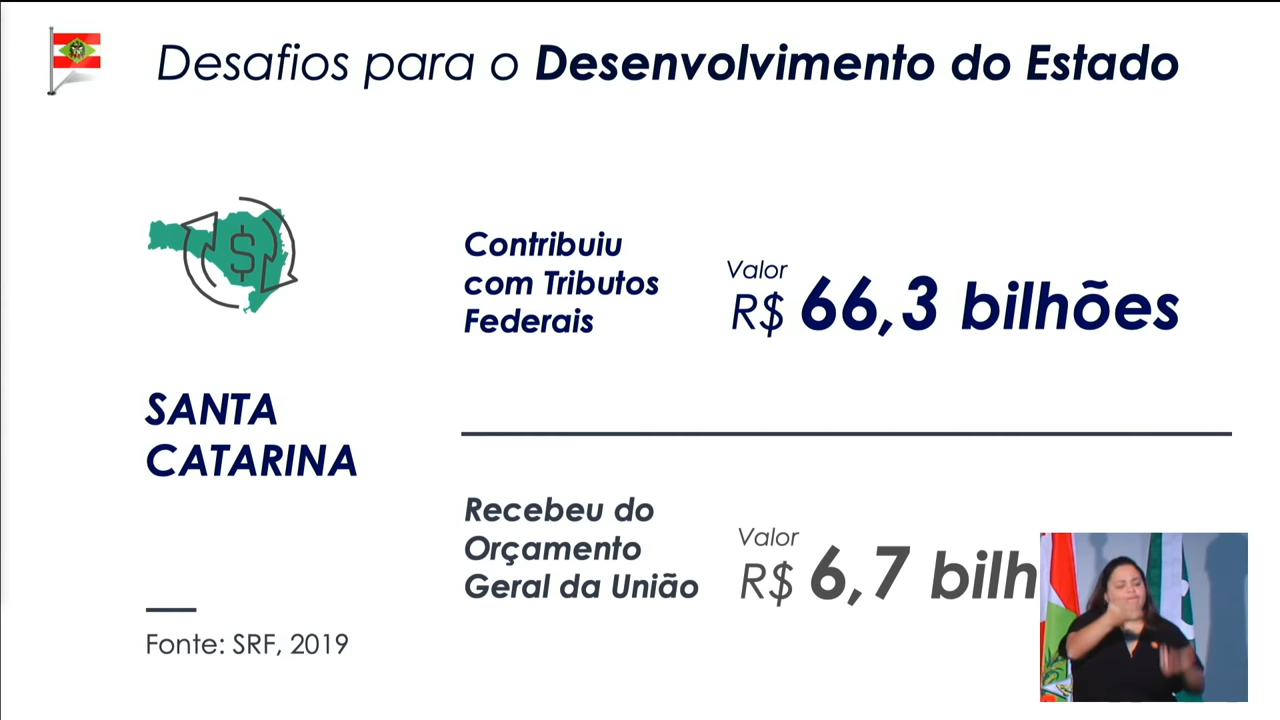 Desafios para o Desenvolvimento do Estado
Contribuiu
com Tributos
Federais
Valor
R$ 66,3 bilhões
SANTA
CATARINA
Recebeu do
Orçamento
Geral da União
Valor
R$ 6,7 bilh
Fonte: SRF, 2019